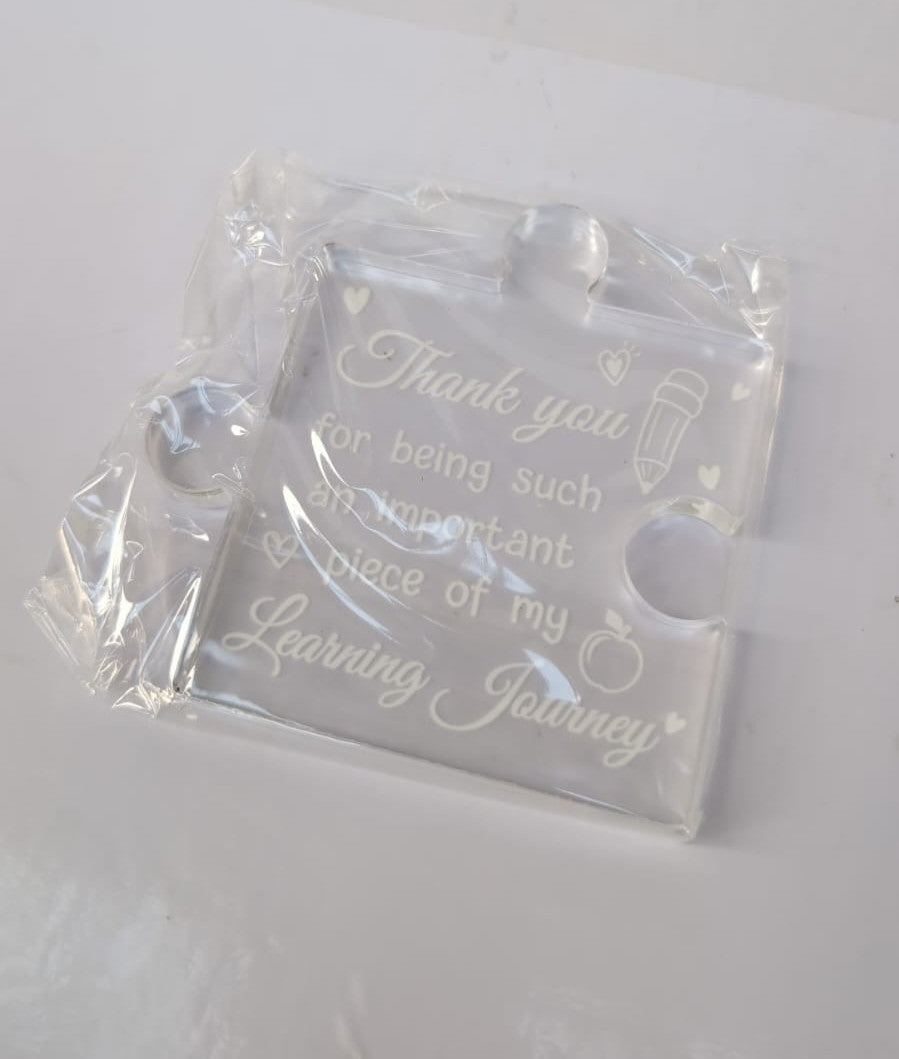 Thank you
for being such
an important
piece of my
Learning Journey